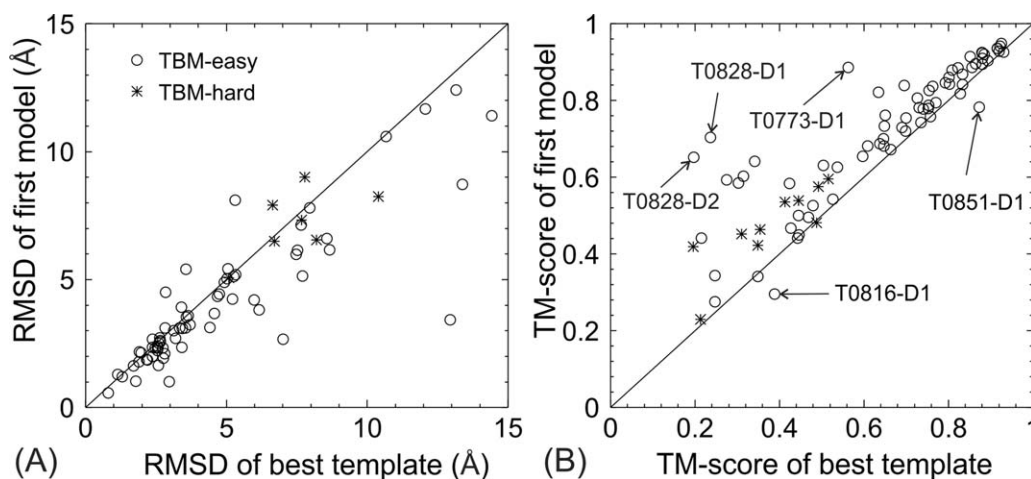 15
10
5
0
RMSD of first model (Å)
○ TBM-easy
* TBM-hard
0 5 10 15
(A) RMSD of best template (Å)
1
0.8
0.6
0.4
0.2
0
TM-score of first model
T0828-D1
T0773-D1
T0828-D2
T0851-D1
T0816-D1
0 0.2 0.4 0.6 0.8 1
(B) TM-score of best template